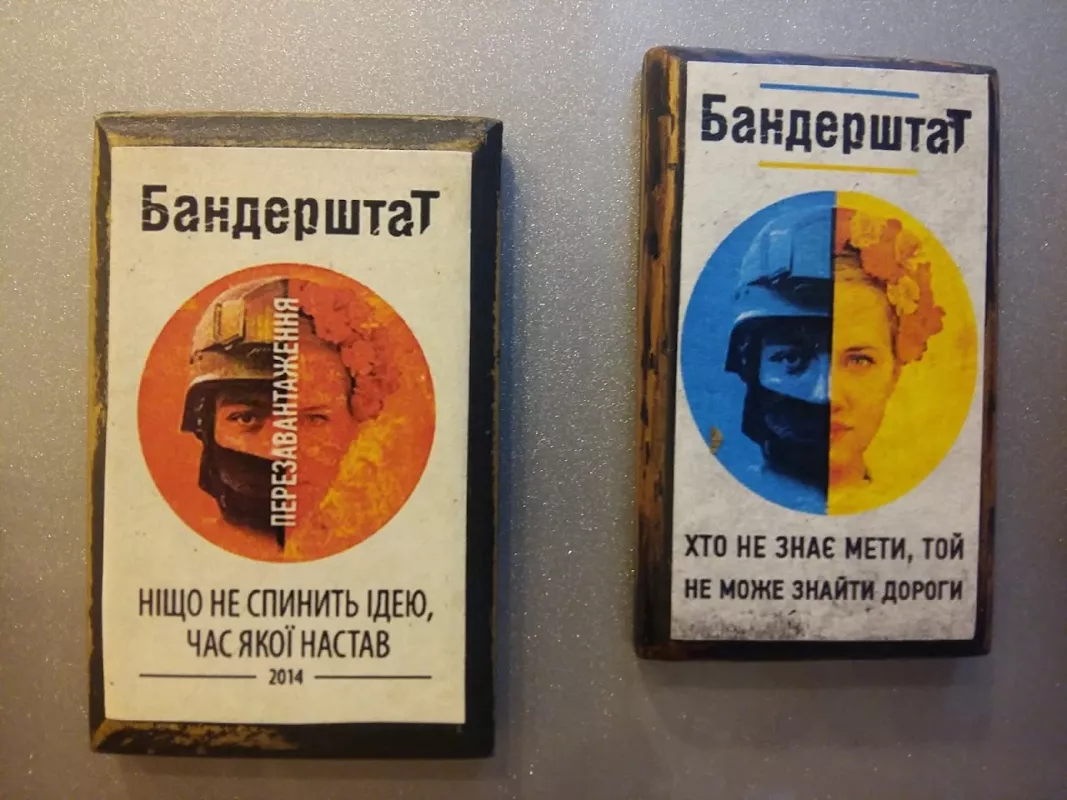 БандерштаТ
ПЕРЕЗАВАНТАЖЕННЯ
НІЩО НЕ СПИНИТЬ ІДЕЮ,
ЧАС ЯКОЇ НАСТАВ
2014
БандерштаТ
ХТО НЕ ЗНАЄ МЕТИ, ТОЙ
НЕ МОЖЕ ЗНАЙТИ ДОРОГИ